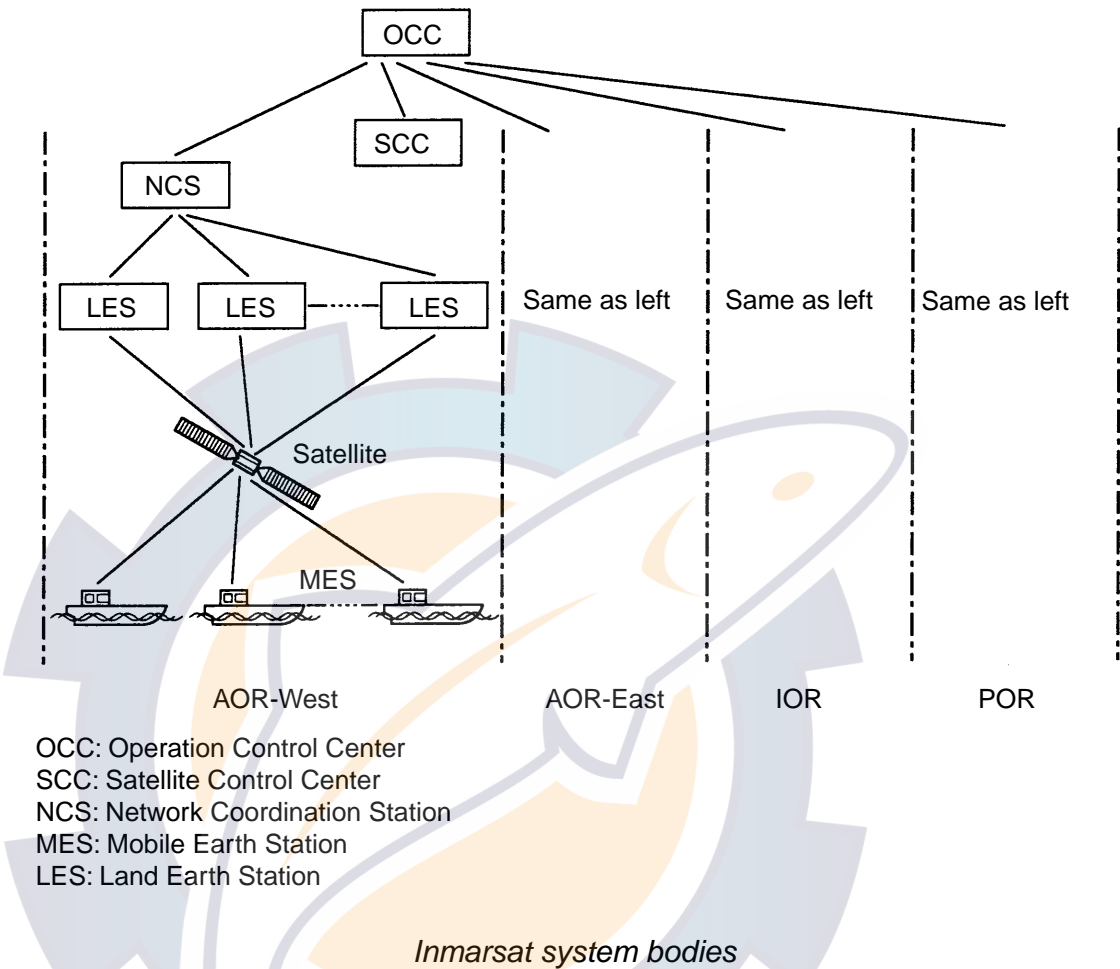 OCC
SCC
NCS
LES LES LES Same as left Same as left Same as left
Satellite
MES
AOR-West AOR-East IOR POR
OCC: Operation Control Center
SCC: Satellite Control Center
NCS: Network Coordination Station
MES: Mobile Earth Station
LES: Land Earth Station
Inmarsat system bodies